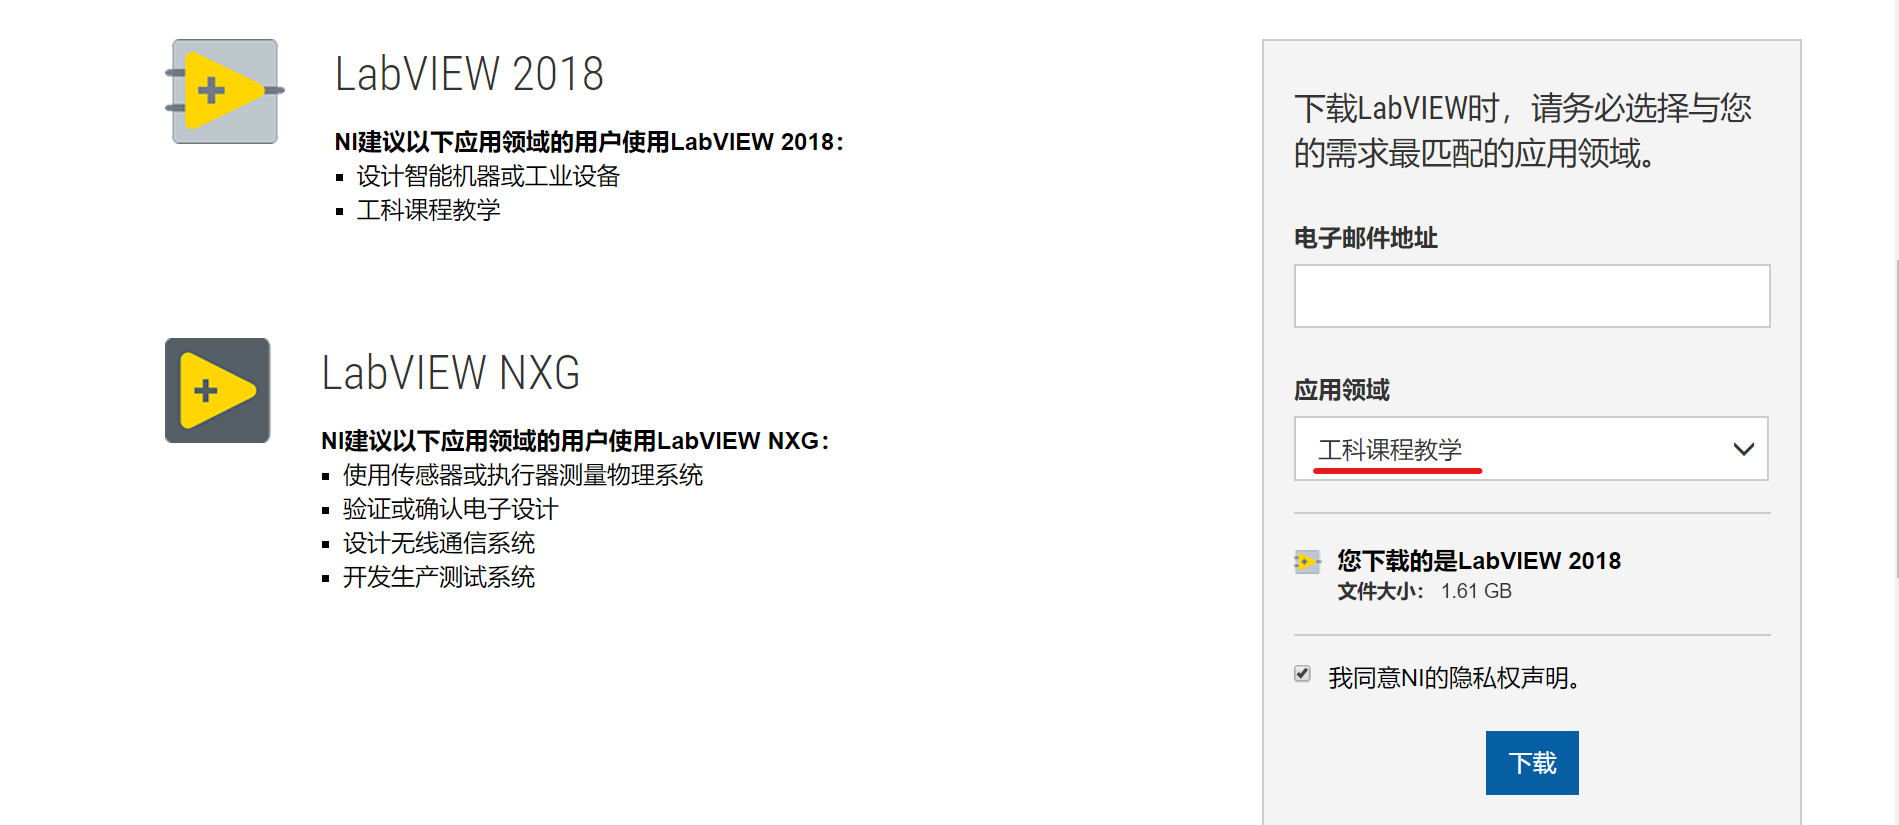 LabVIEW 2018
NI建议以下应用领域的用户使用LabVIEW 2018：
设计智能机器或工业设备
工科课程教学
LabVIEW NXG
NI建议以下应用领域的用户使用LabVIEW NXG：
使用传感器或执行器测量物理系统
验证或确认电子设计
设计无线通信系统
开发生产测试系统
下载LabVIEW时，请务必选择与您
的需求最匹配的应用领域。
电子邮件地址
应用领域
工科课程教学
您下载的是LabVIEW 2018
文件大小： 1.61 GB
我同意NI的隐私权声明。
下载